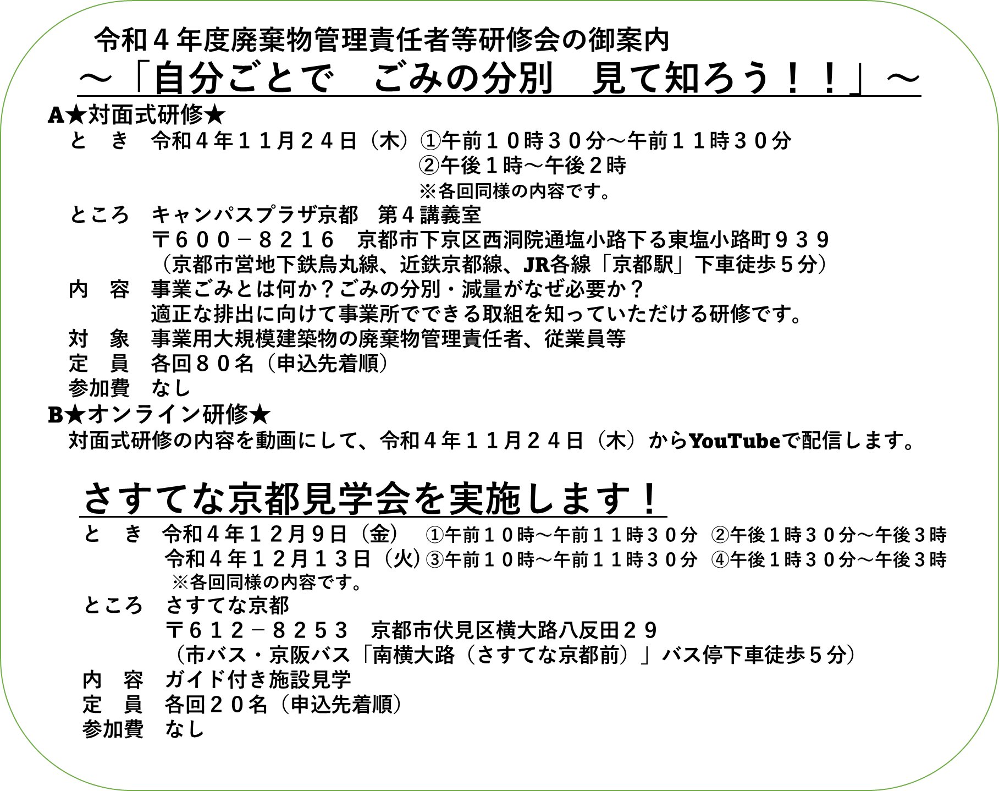 令和４年度廃棄物管理責任者等研修会の御案内
～「自分ごとで　ごみの分別　見て知ろう！！」～
A★対面式研修★
と　き　令和４年１１月２４日（木）①午前１０時３０分～午前１１時３０分
②午後１時～午後２時
※各回同様の内容です。
ところ　キャンパスプラザ京都　第４講義室
〒６００－８２１６　京都市下京区西洞院通塩小路下る東塩小路町９３９
（京都市営地下鉄烏丸線、近鉄京都線、JR各線「京都駅」下車徒歩５分）
内　容　事業ごみとは何か？ごみの分別・減量がなぜ必要か？
適正な排出に向けて事業所でできる取組を知っていただける研修です。
対　象　事業用大規模建築物の廃棄物管理責任者、従業員等
定　員　各回８０名（申込先着順）
参加費　なし
B★オンライン研修★
対面式研修の内容を動画にして、令和４年１１月２４日（木）からYouTubeで配信します。
さすてな京都見学会を実施します！
と　き　令和４年１２月９日（金）　①午前１０時～午前１１時３０分　②午後１時３０分～午後３時
令和４年１２月１３日（火）③午前１０時～午前１１時３０分　④午後１時３０分～午後３時
※各回同様の内容です。
ところ　さすてな京都
〒６１２－８２５３　京都市伏見区横大路八反田２９
（市バス・京阪バス「南横大路（さすてな京都前）」バス停下車徒歩５分）
内　容　ガイド付き施設見学
定　員　各回２０名（申込先着順）
参加費　なし